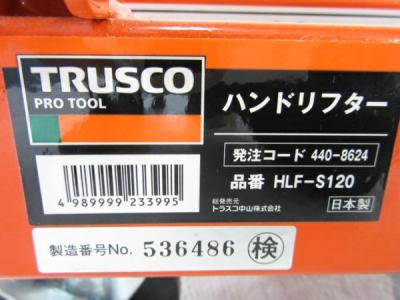 TRUSCO
PRO TOOL
ハンドリフター
発注コード 440-8624
品番 HLF-S120
4 989999 233995
総発売元
トラスコ中山株式会社
日本製
製造番号No. 536486 検